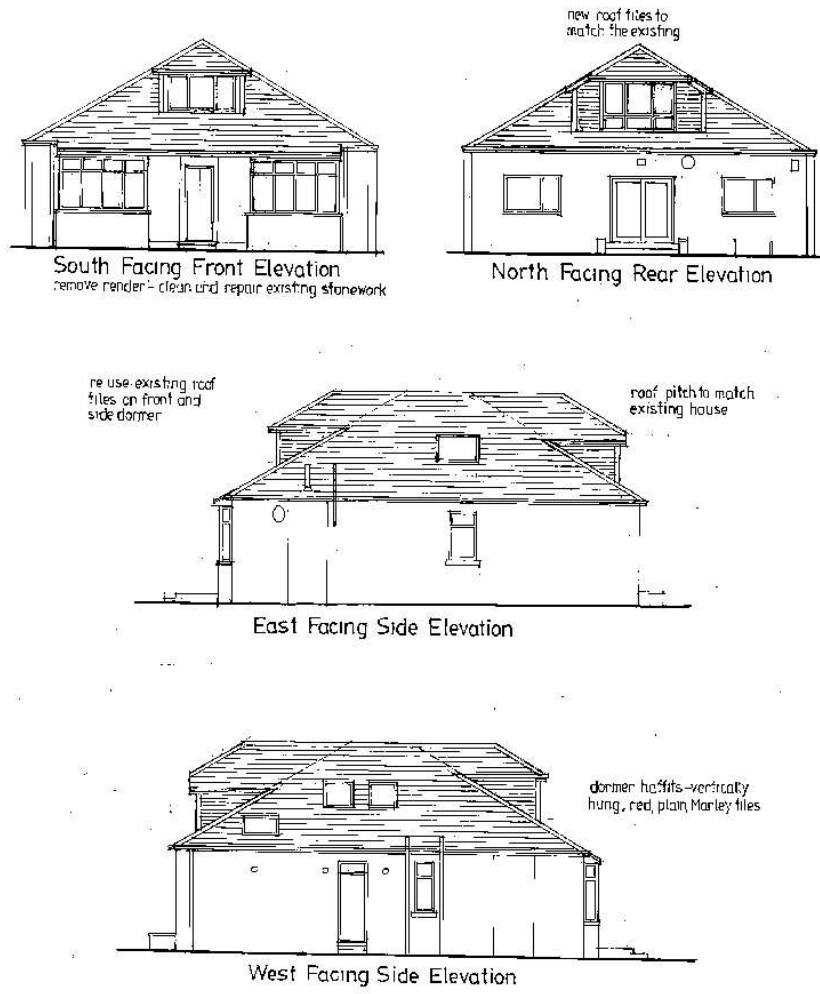 new roof tiles to
match the existing
South Facing Front Elevation
remove render - clean and repair existing stonework
North Facing Rear Elevation
re use existing roof
tiles on front and
side dormer
roof pitch to match
existing house
East Facing Side Elevation
dormer haffits - vertically
hung, red, plain, Marley tiles
West Facing Side Elevation